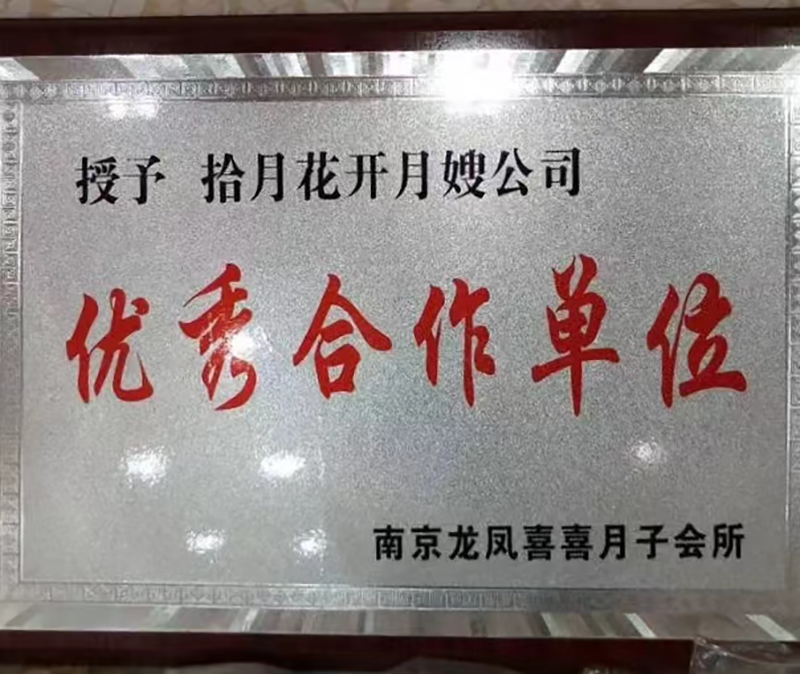 授予 拾月花开月嫂公司
优秀合作单位
南京龙凤喜喜月子会所